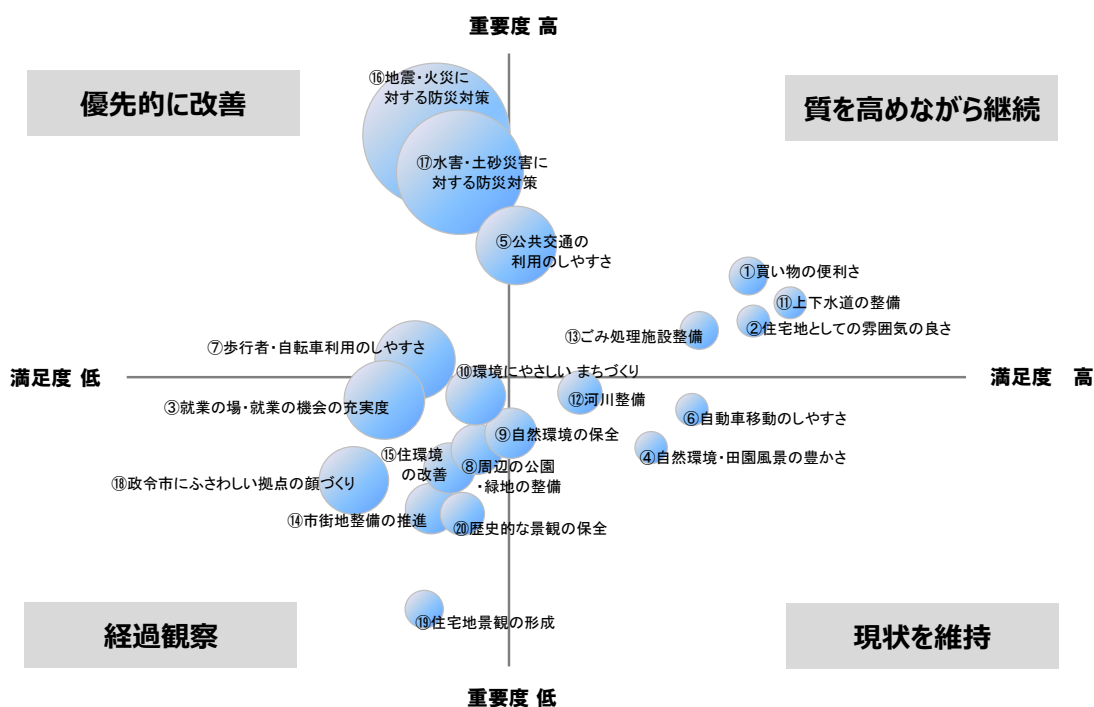 重要度 高
優先的に改善
質を高めながら継続
⑯地震・火災に
対する防災対策
⑰水害・土砂災害に
対する防災対策
⑤公共交通の
利用のしやすさ
①買い物の便利さ
⑪上下水道の整備
②住宅地としての雰囲気の良さ
⑬ごみ処理施設整備
⑦歩行者・自転車利用のしやすさ
⑩環境にやさしい まちづくり
満足度 低
満足度 高
③就業の場・就業の機会の充実度
⑫河川整備
⑥自動車移動のしやすさ
⑨自然環境の保全
④自然環境・田園風景の豊かさ
⑮住環境
の改善
⑧周辺の公園
・緑地の整備
⑱政令市にふさわしい拠点の顔づくり
⑭市街地整備の推進
⑳歴史的な景観の保全
⑲住宅地景観の形成
経過観察
現状を維持
重要度 低